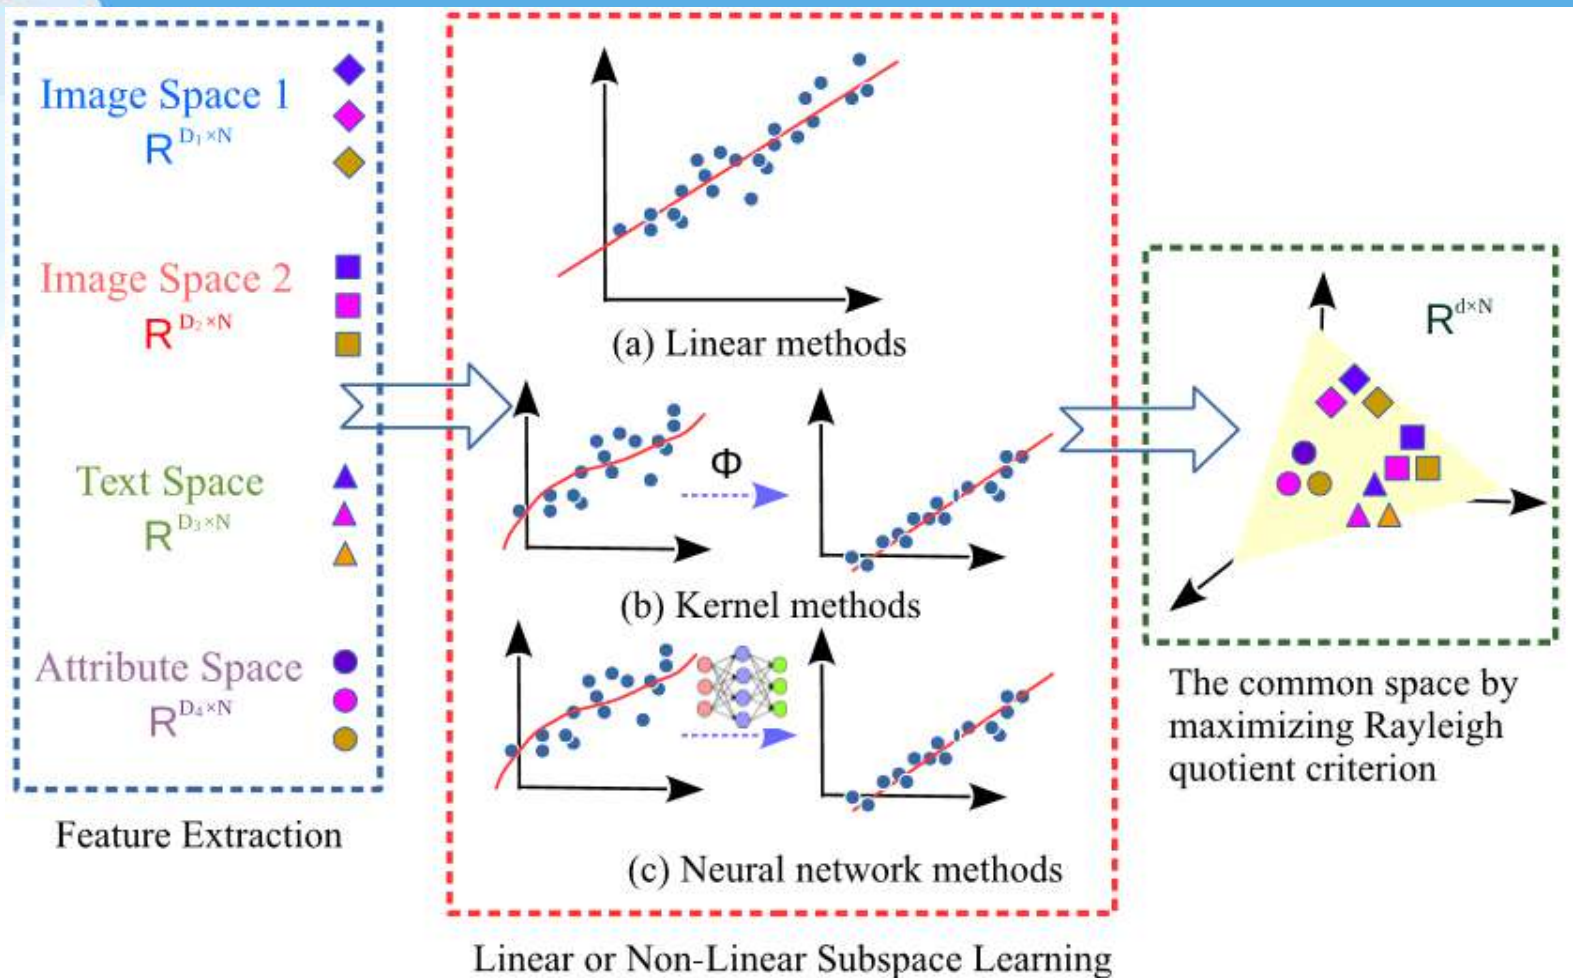 Image Space 1
R^{D₁×N}
Image Space 2
R^{D₂×N}
Text Space
R^{D₃×N}
Attribute Space
R^{D₄×N}
Feature Extraction
(a) Linear methods
Φ
(b) Kernel methods
(c) Neural network methods
Linear or Non-Linear Subspace Learning
R^{d×N}
The common space by
maximizing Rayleigh
quotient criterion